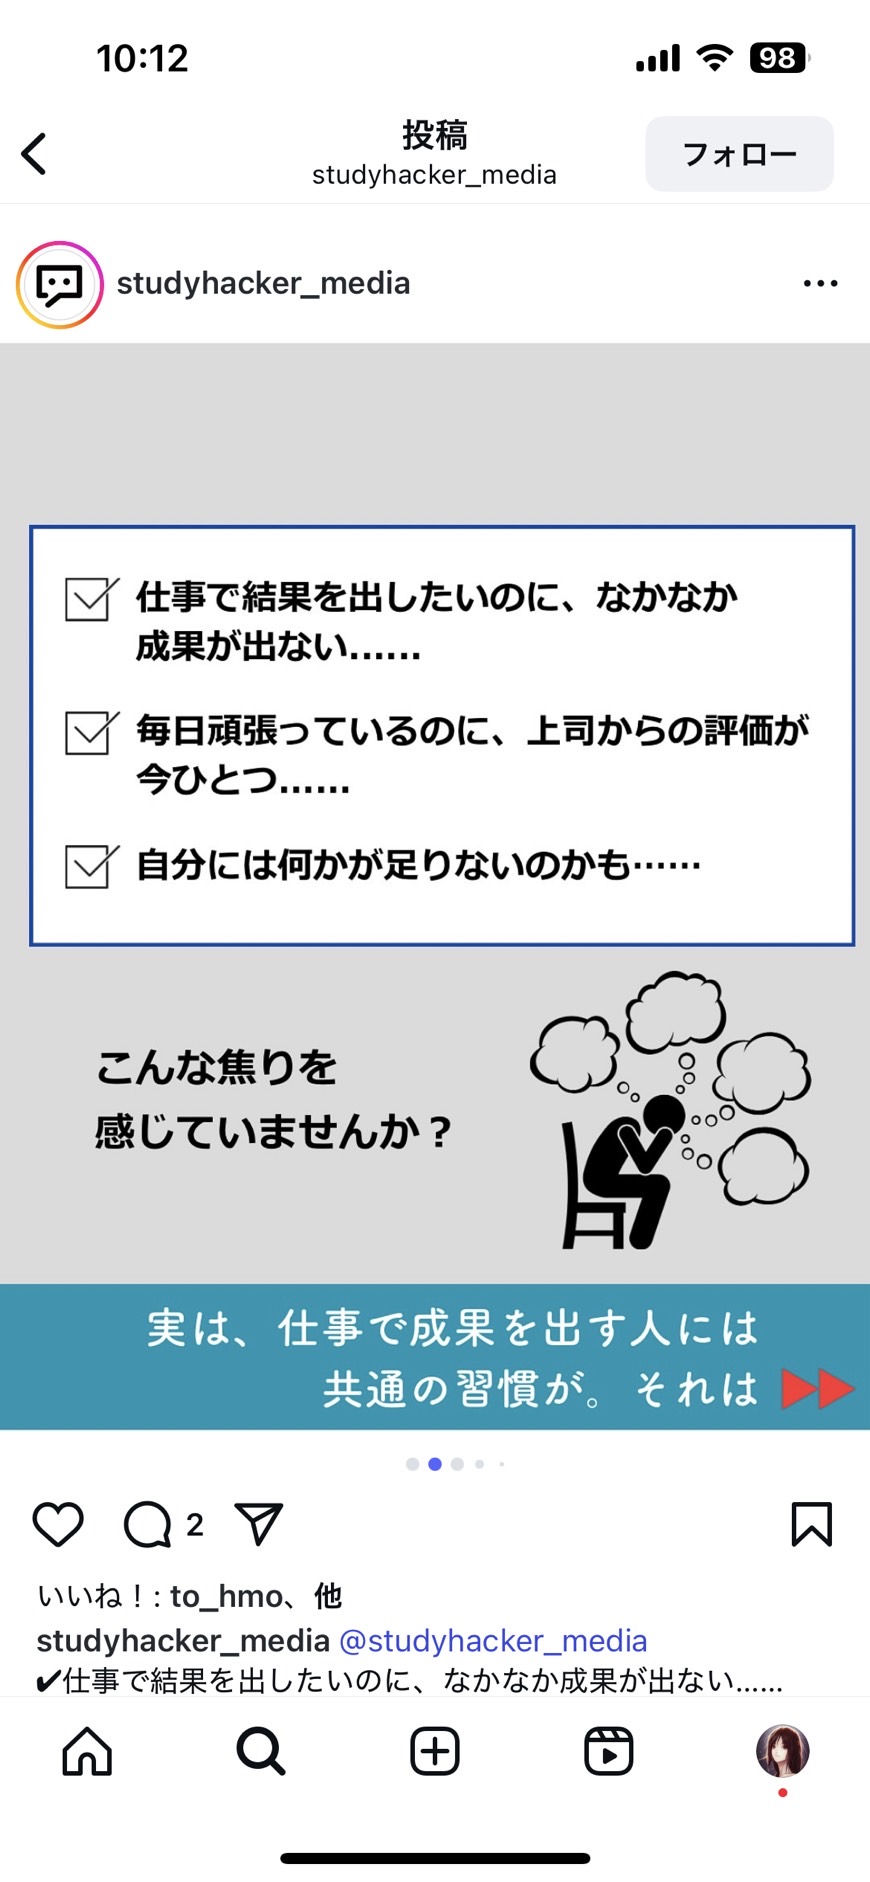 10:12
98
投稿
studyhacker_media
フォロー
studyhacker_media
仕事で結果を出したいのに、なかなか
成果が出ない……
毎日頑張っているのに、上司からの評価が
今ひとつ……
自分には何かが足りないのかも……
こんな焦りを
感じていませんか？
実は、仕事で成果を出す人には
共通の習慣が。それは
2
いいね！: to_hmo、他
studyhacker_media @studyhacker_media
✔仕事で結果を出したいのに、なかなか成果が出ない……